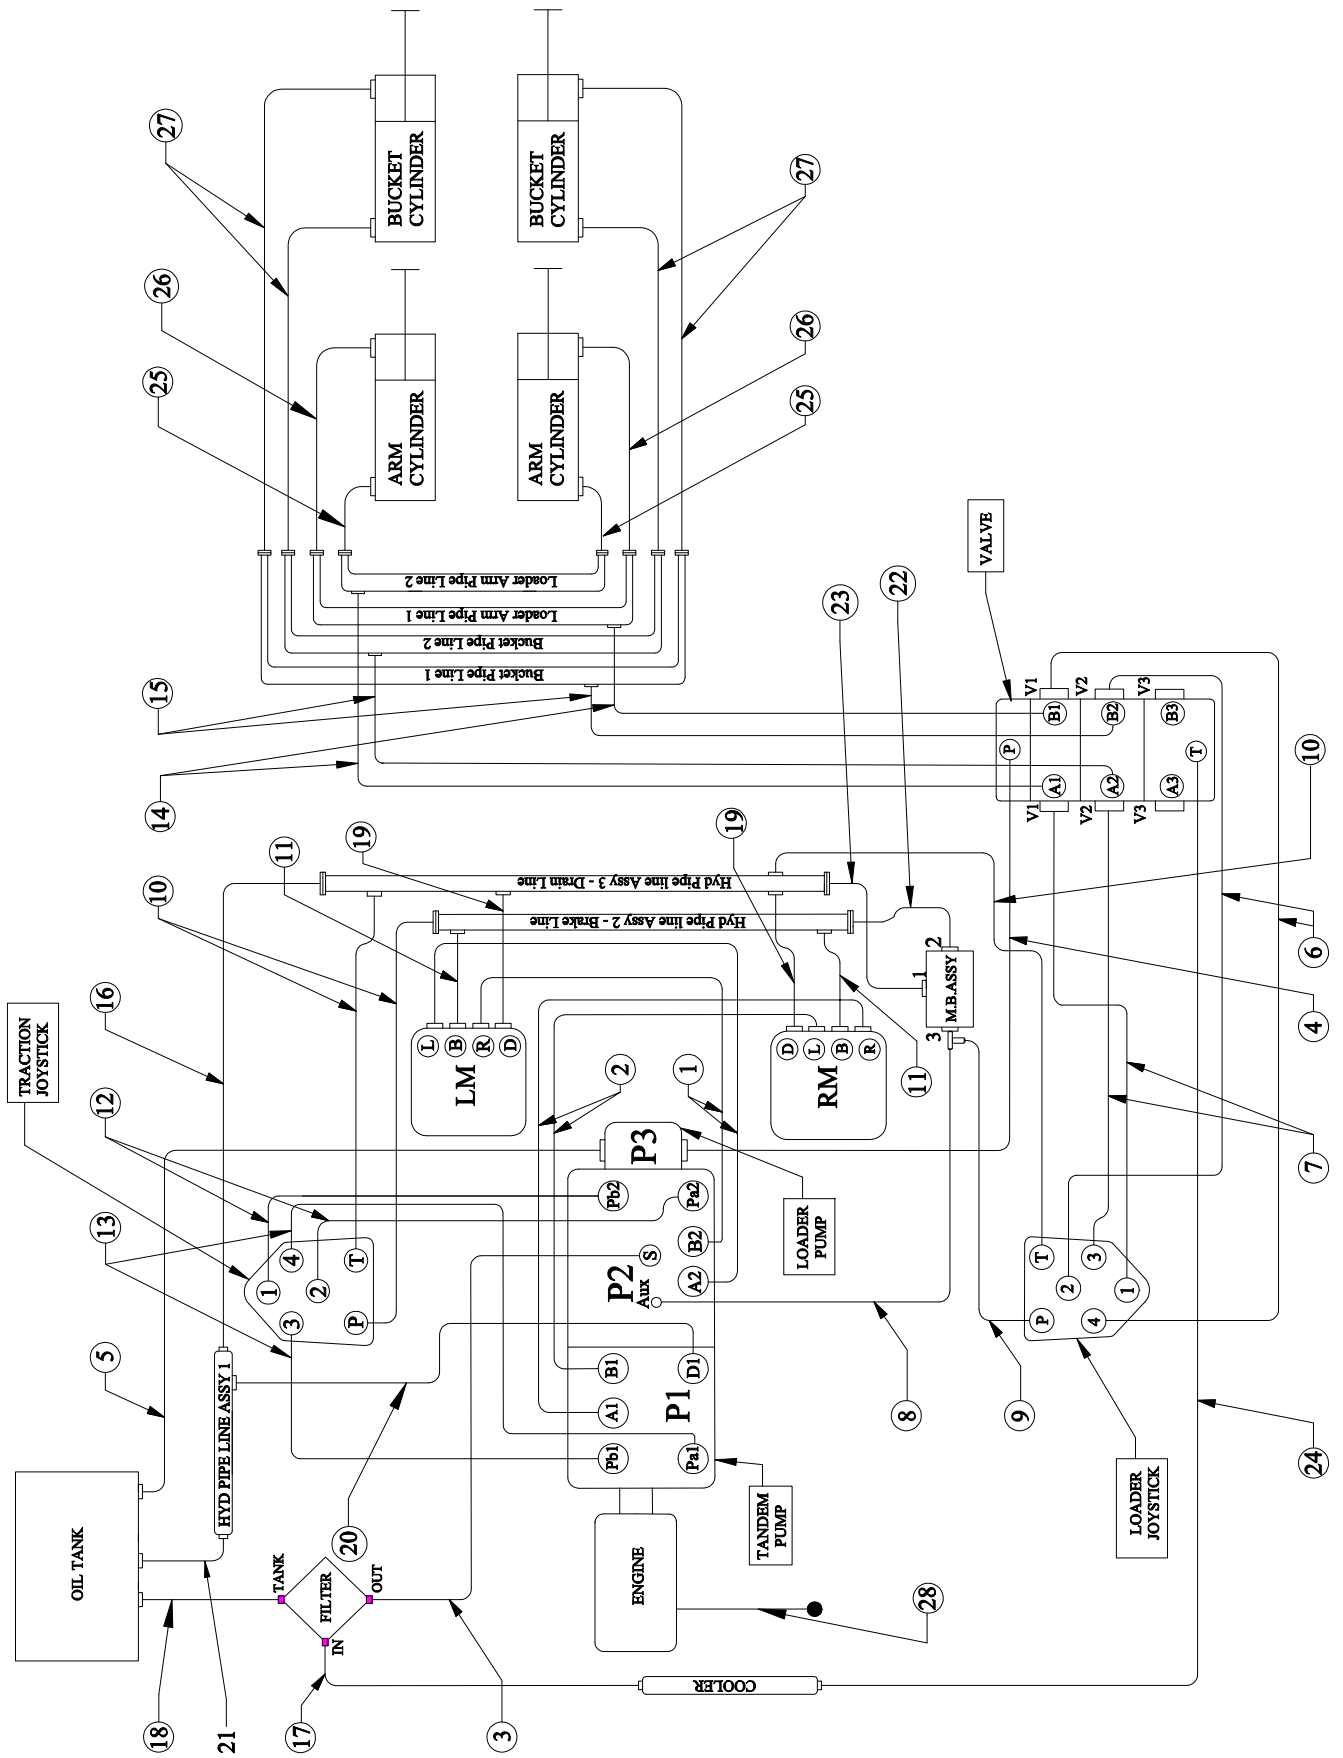 TRACTION
JOYSTICK
OIL TANK
HYD PIPE LINE ASSY 1
FILTER
TANK
OUT
IN
COOLER
ENGINE
TANDEM
PUMP
LOADER
PUMP
LOADER
JOYSTICK
VALVE
M.B.ASSY
1
2
3
BUCKET
CYLINDER
BUCKET
CYLINDER
ARM
CYLINDER
ARM
CYLINDER
Loader Arm Pipe Line 2
Loader Arm Pipe Line 1
Bucket Pipe Line 2
Bucket Pipe Line 1
Hyd Pipe line Assy 3 - Drain Line
Hyd Pipe line Assy 2 - Brake Line
LM
L
B
R
D
RM
D
L
B
R
P1
P2
P3
Aux
S
Pb1
A1
B1
Pb2
Pa1
D1
A2
B2
Pa2
3
1
4
2
P
T
P
T
4
2
3
1
V1
V2
V3
P
B1
B2
B3
A1
A2
A3
T
V1
V2
V3
27
26
25
27
26
25
15
14
11
19
10
16
12
13
5
18
21
17
3
20
2
1
19
11
23
22
10
6
4
7
8
9
24
28